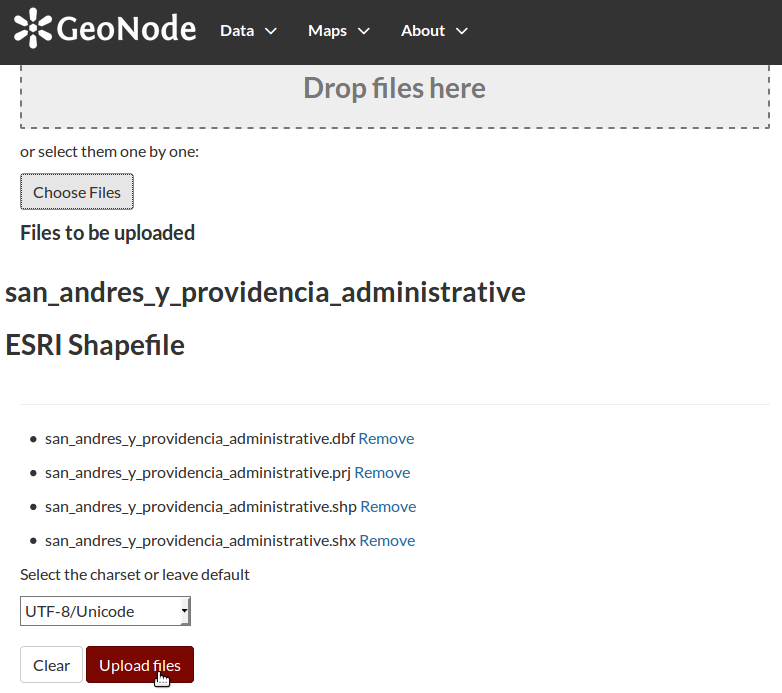 GeoNode Data Maps About
Drop files here
or select them one by one:
Choose Files
Files to be uploaded
san_andres_y_providencia_administrative
ESRI Shapefile
san_andres_y_providencia_administrative.dbf Remove
san_andres_y_providencia_administrative.prj Remove
san_andres_y_providencia_administrative.shp Remove
san_andres_y_providencia_administrative.shx Remove
Select the charset or leave default
UTF-8/Unicode
Clear Upload files